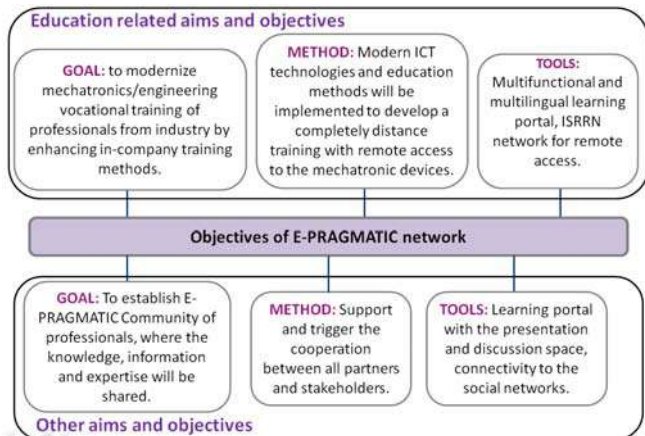 Education related aims and objectives
GOAL: to modernize
mechatronics/engineering
vocational training of
professionals from industry by
enhancing in-company training
methods.
METHOD: Modern ICT
technologies and education
methods will be
implemented to develop a
completely distance
training with remote access
to the mechatronic devices.
TOOLS:
Multifunctional and
multilingual learning
portal, ISRRN
network for remote
access.
Objectives of E-PRAGMATIC network
GOAL: To establish E-
PRAGMATIC Community of
professionals, where the
knowledge, information
and expertise will be
shared.
METHOD: Support
and trigger the
cooperation
between all partners
and stakeholders.
TOOLS: Learning portal
with the presentation
and discussion space,
connectivity to the
social networks.
Other aims and objectives